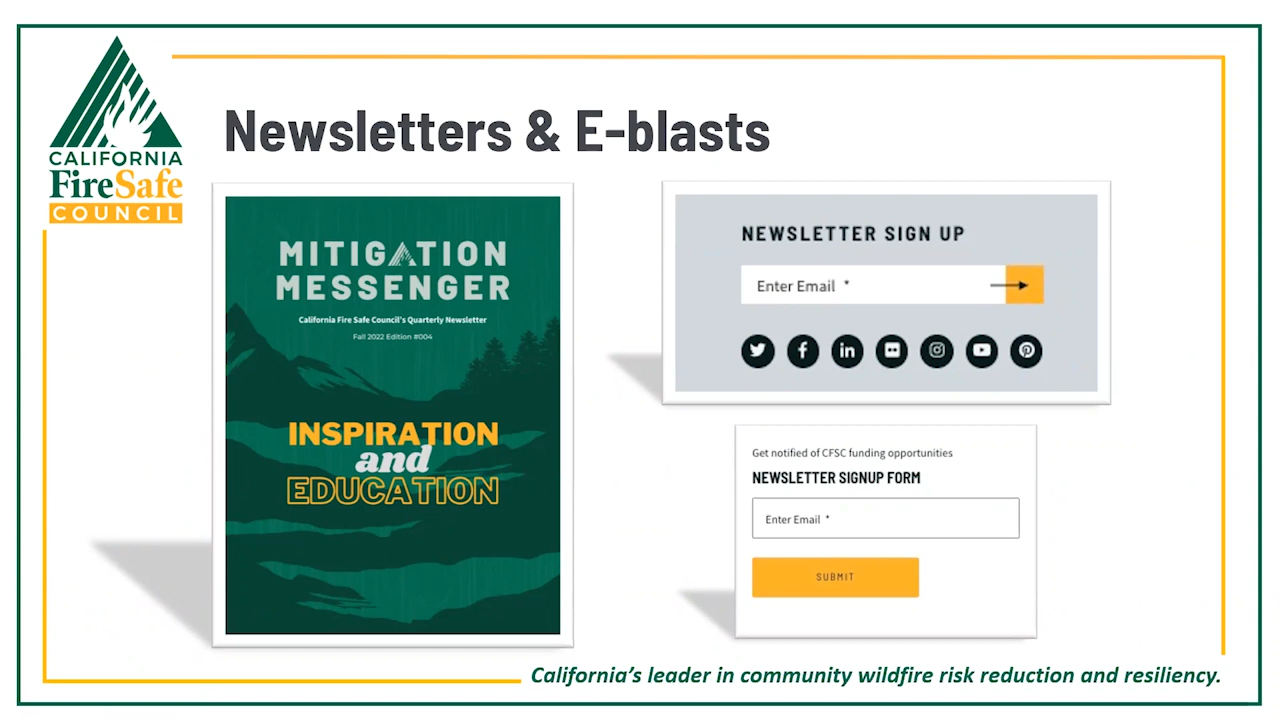 CALIFORNIA
FireSafe
COUNCIL
Newsletters & E-blasts
MITIGATION
MESSENGER
California Fire Safe Council's Quarterly Newsletter
Fall 2022 Edition #004
INSPIRATION
and
EDUCATION
NEWSLETTER SIGN UP
Enter Email *
Get notified of CFSC funding opportunities
NEWSLETTER SIGNUP FORM
Enter Email *
SUBMIT
California's leader in community wildfire risk reduction and resiliency.